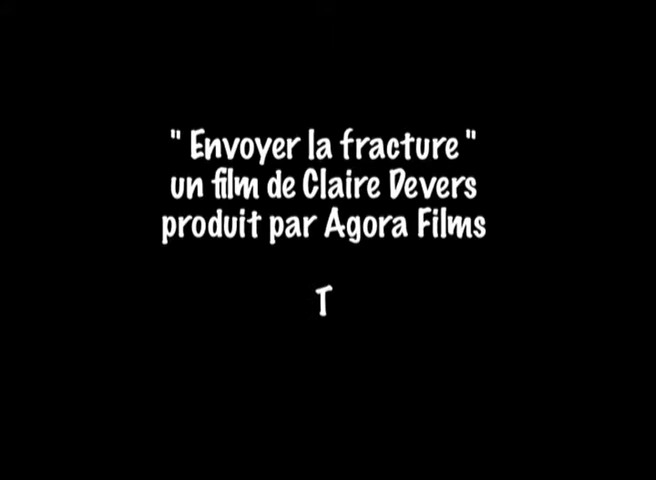 " Envoyer la fracture "
un film de Claire Devers
produit par Agora Films
T